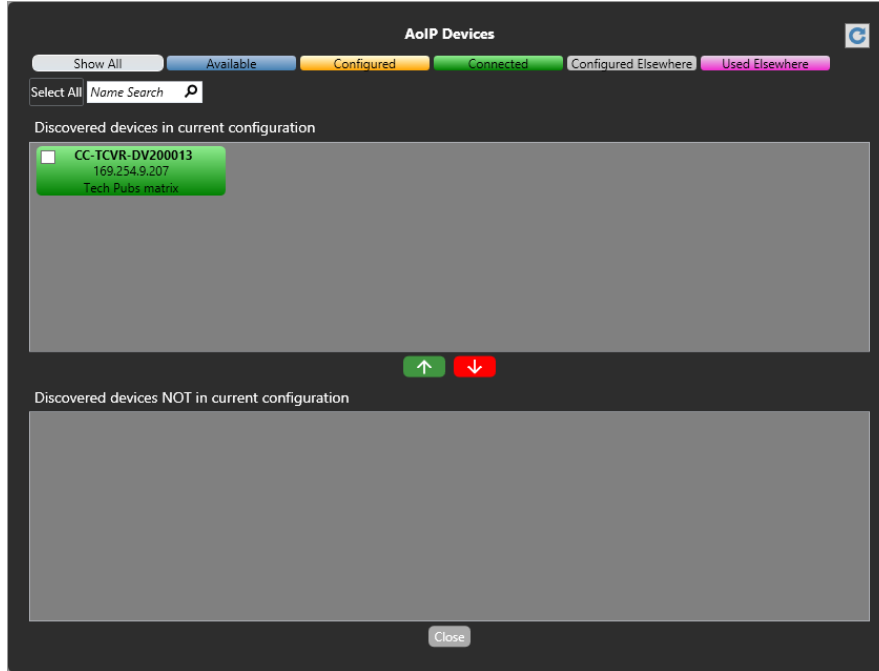 AoIP Devices
Show All Available Configured Connected Configured Elsewhere Used Elsewhere
Select All Name Search
Discovered devices in current configuration
CC-TCVR-DV200013
169.254.9.207
Tech Pubs matrix
Discovered devices NOT in current configuration
Close